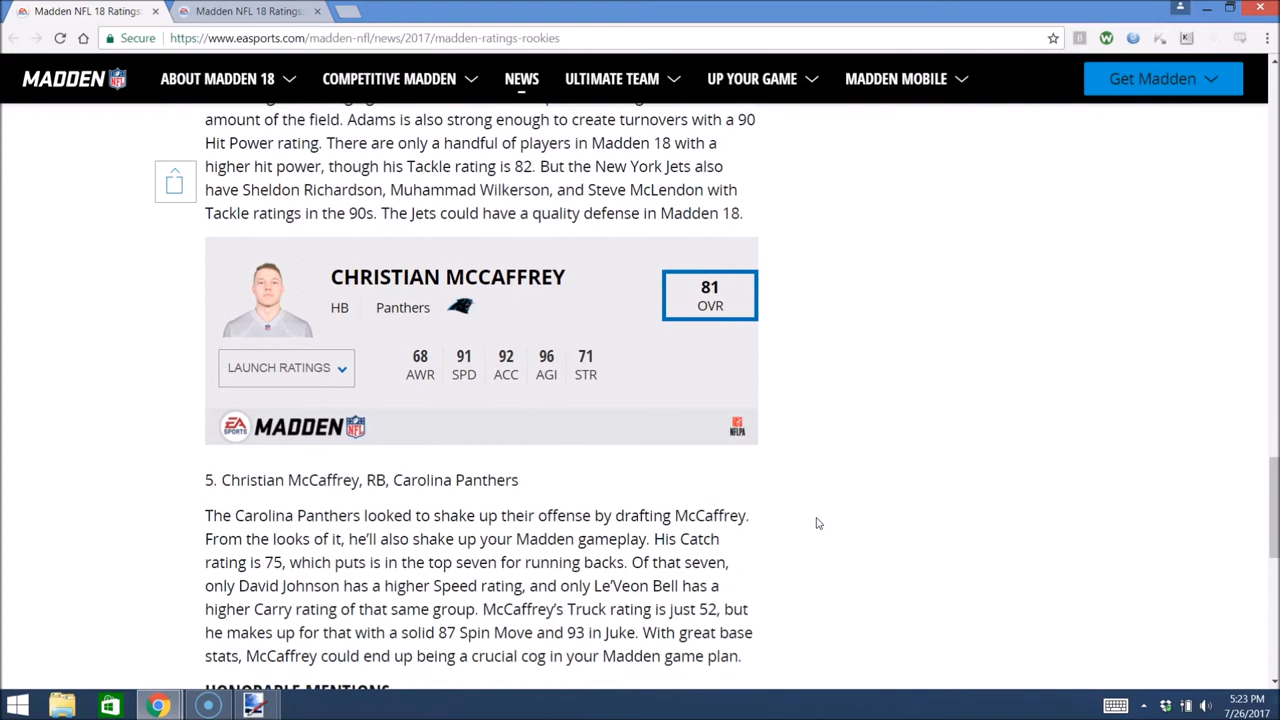 Madden NFL 18 Ratings: ×
Madden NFL 18 Ratings: ×
Secure https://www.easports.com/madden-nfl/news/2017/madden-ratings-rookies
MADDEN NFL ABOUT MADDEN 18 COMPETITIVE MADDEN NEWS ULTIMATE TEAM UP YOUR GAME MADDEN MOBILE Get Madden
amount of the field. Adams is also strong enough to create turnovers with a 90
Hit Power rating. There are only a handful of players in Madden 18 with a
higher hit power, though his Tackle rating is 82. But the New York Jets also
have Sheldon Richardson, Muhammad Wilkerson, and Steve McLendon with
Tackle ratings in the 90s. The Jets could have a quality defense in Madden 18.
CHRISTIAN MCCAFFREY
HB Panthers
81
OVR
LAUNCH RATINGS
68 91 92 96 71
AWR SPD ACC AGI STR
EA SPORTS MADDEN NFL
NFLPA
5. Christian McCaffrey, RB, Carolina Panthers
The Carolina Panthers looked to shake up their offense by drafting McCaffrey.
From the looks of it, he'll also shake up your Madden gameplay. His Catch
rating is 75, which puts is in the top seven for running backs. Of that seven,
only David Johnson has a higher Speed rating, and only Le'Veon Bell has a
higher Carry rating of that same group. McCaffrey's Truck rating is just 52, but
he makes up for that with a solid 87 Spin Move and 93 in Juke. With great base
stats, McCaffrey could end up being a crucial cog in your Madden game plan.
HONORABLE MENTIONS
5:23 PM
7/26/2017